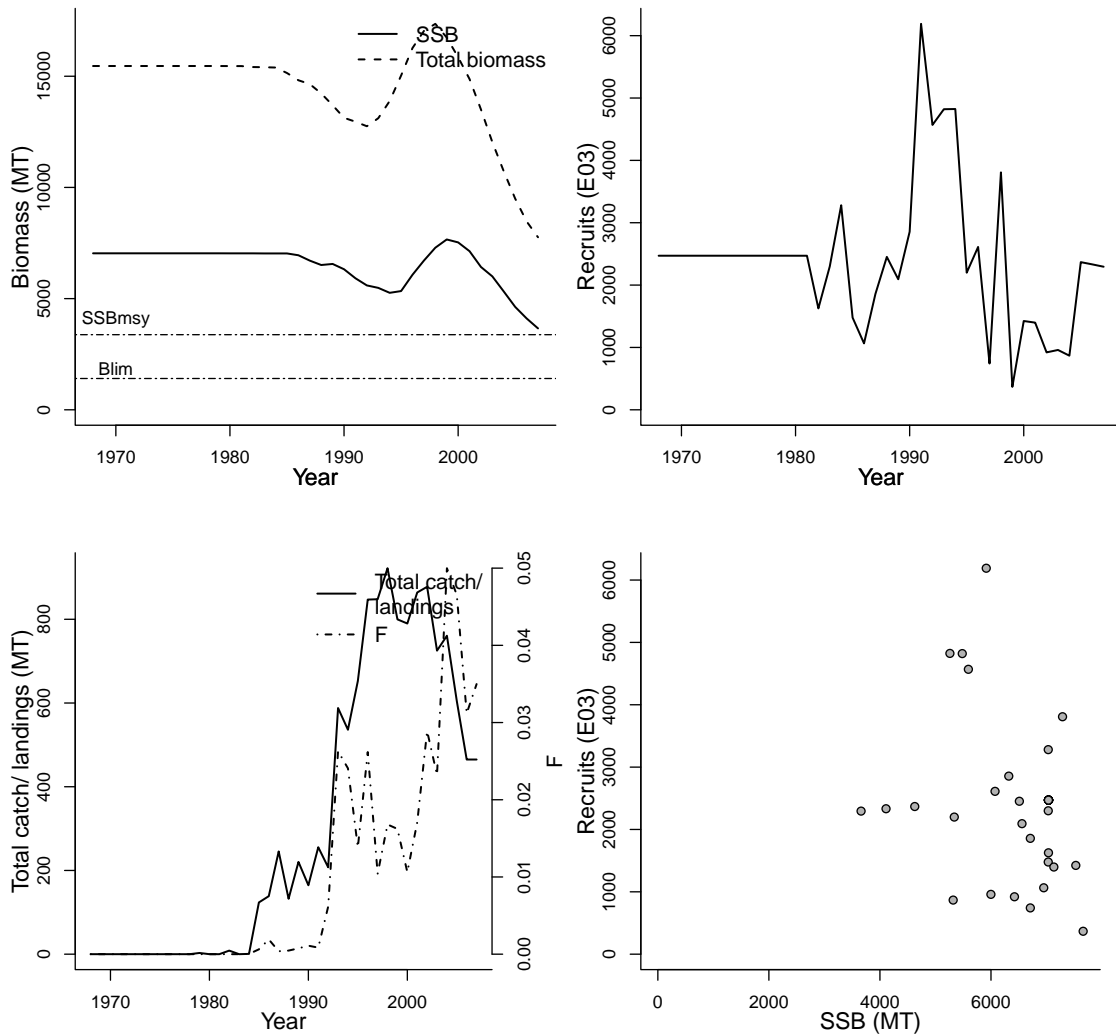 SSB
Total biomass
15000
10000
5000
0
Biomass (MT)
SSBmsy
Blim
1970
1980
1990
2000
Year
6000
5000
4000
3000
2000
1000
0
Recruits (E03)
1970
1980
1990
2000
Year
Total catch/
landings
F
800
600
400
200
0
Total catch/ landings (MT)
0.05
0.04
0.03
0.02
0.01
0.00
F
1970
1980
1990
2000
Year
6000
5000
4000
3000
2000
1000
0
Recruits (E03)
0
2000
4000
6000
SSB (MT)